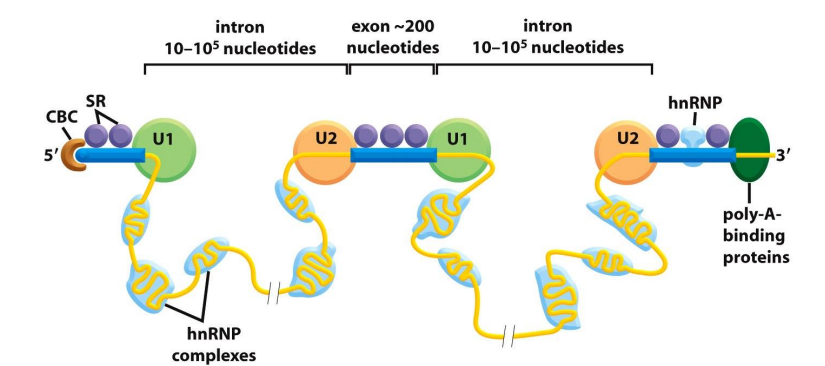 intron
10–10⁵ nucleotides
exon ~200
nucleotides
intron
10–10⁵ nucleotides
SR
CBC
U1
U2
U1
U2
hnRNP
5′
3′
poly-A-
binding
proteins
hnRNP
complexes